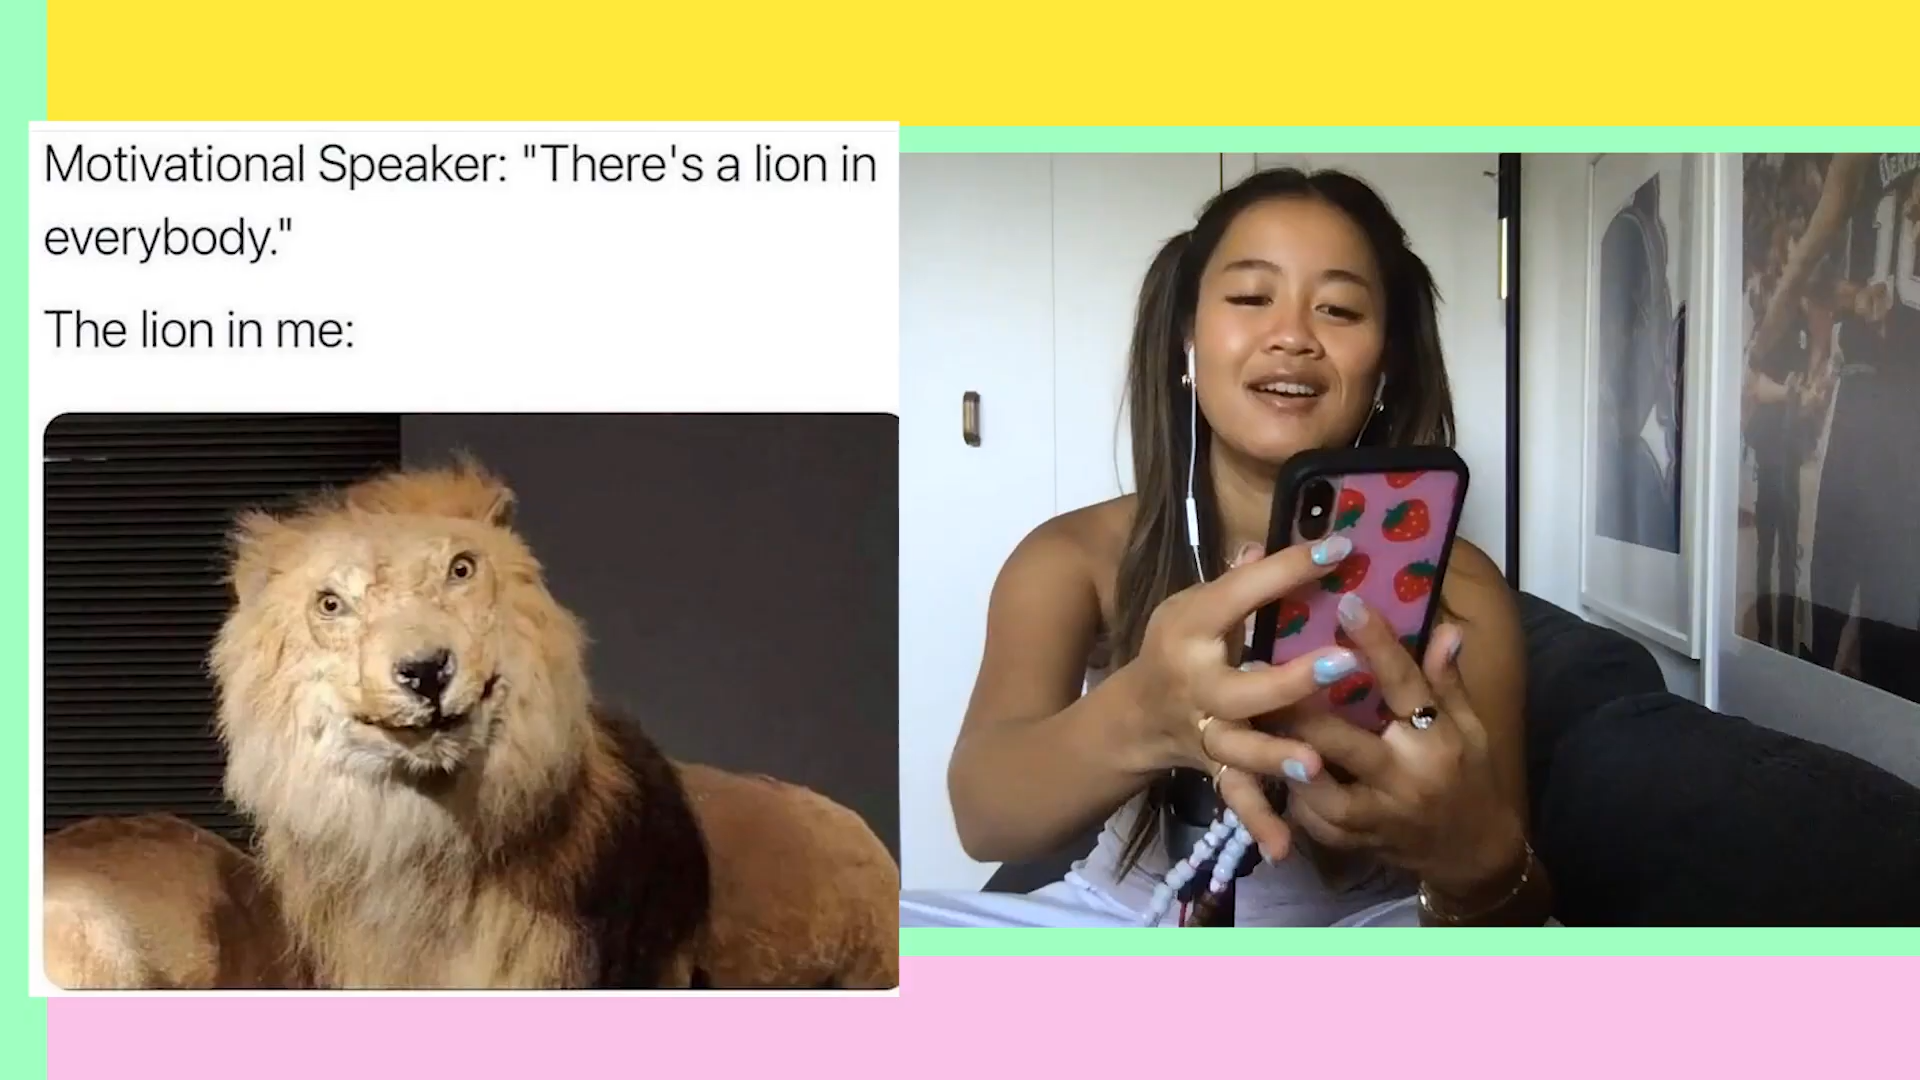 Motivational Speaker: "There's a lion in
everybody."
The lion in me: